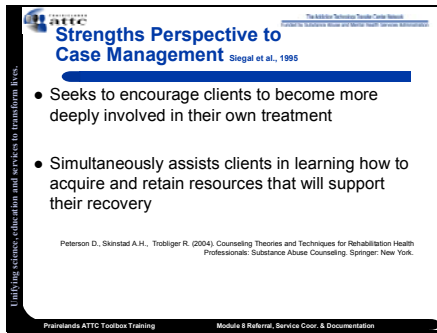 PRAIRIELANDS
attc
The Addiction Technology Transfer Center Network
Funded by Substance Abuse and Mental Health Services Administration
Strengths Perspective to
Case Management Siegal et al., 1995
● Seeks to encourage clients to become more
deeply involved in their own treatment
● Simultaneously assists clients in learning how to
acquire and retain resources that will support
their recovery
Peterson D., Skinstad A.H., Trobliger R. (2004). Counseling Theories and Techniques for Rehabilitation Health
Professionals: Substance Abuse Counseling. Springer: New York.
Unifying science, education and services to transform lives.
Prairelands ATTC Toolbox Training
Module 8 Referral, Service Coor. & Documentation